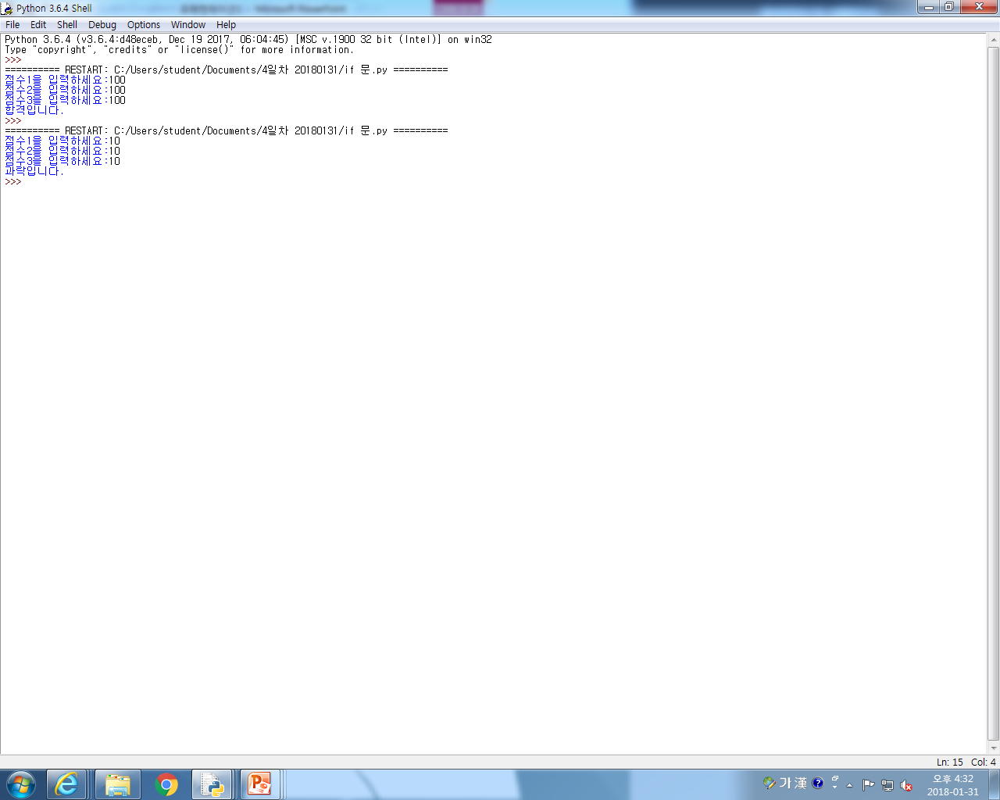 Python 3.6.4 Shell
File Edit Shell Debug Options Window Help
Python 3.6.4 (v3.6.4:d48eceb, Dec 19 2017, 06:04:45) [MSC v.1900 32 bit (Intel)] on win32
Type "copyright", "credits" or "license()" for more information.
>>>
========== RESTART: C:/Users/student/Documents/4일차 20180131/if 문.py ==========
점수1을 입력하세요:100
점수2을 입력하세요:100
점수3을 입력하세요:100
합격입니다.
>>>
========== RESTART: C:/Users/student/Documents/4일차 20180131/if 문.py ==========
점수1을 입력하세요:10
점수2을 입력하세요:10
점수3을 입력하세요:10
과락입니다.
>>>
Ln: 15 Col: 4
가 漢
오후 4:32
2018-01-31